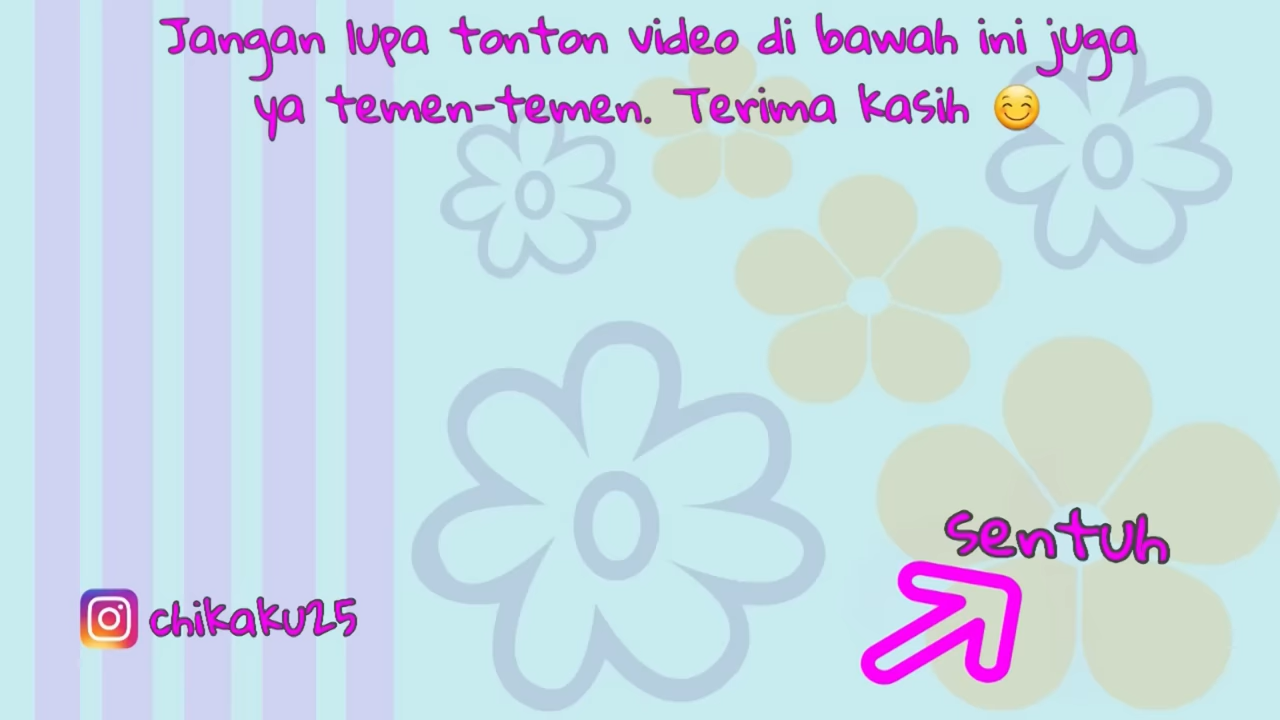 Jangan lupa tonton video di bawah ini juga
ya temen-temen. Terima kasih 😊
sentuh
chikaku25